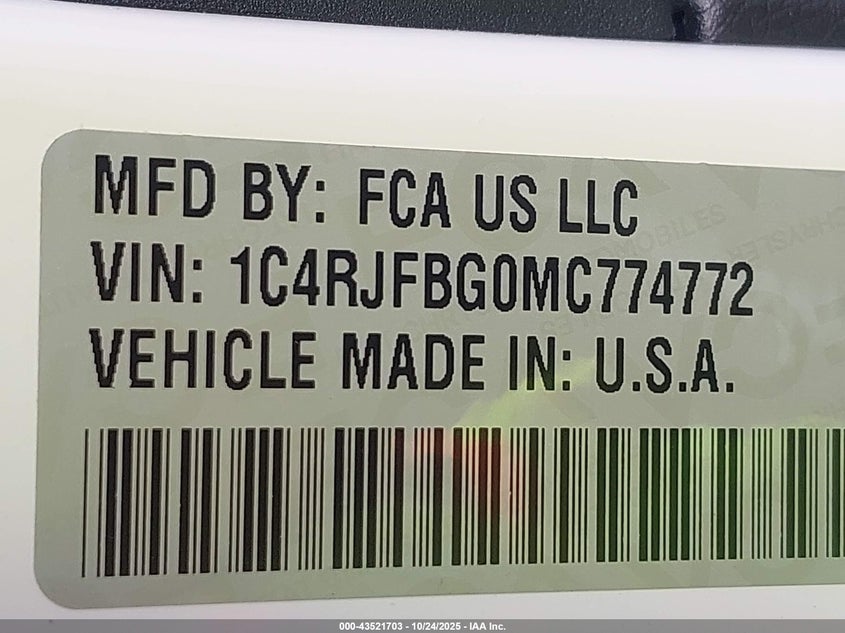 MFD BY: FCA US LLC
VIN: 1C4RJFBG0MC774772
VEHICLE MADE IN: U.S.A.
000-43521703 - 10/24/2025 - IAA Inc.